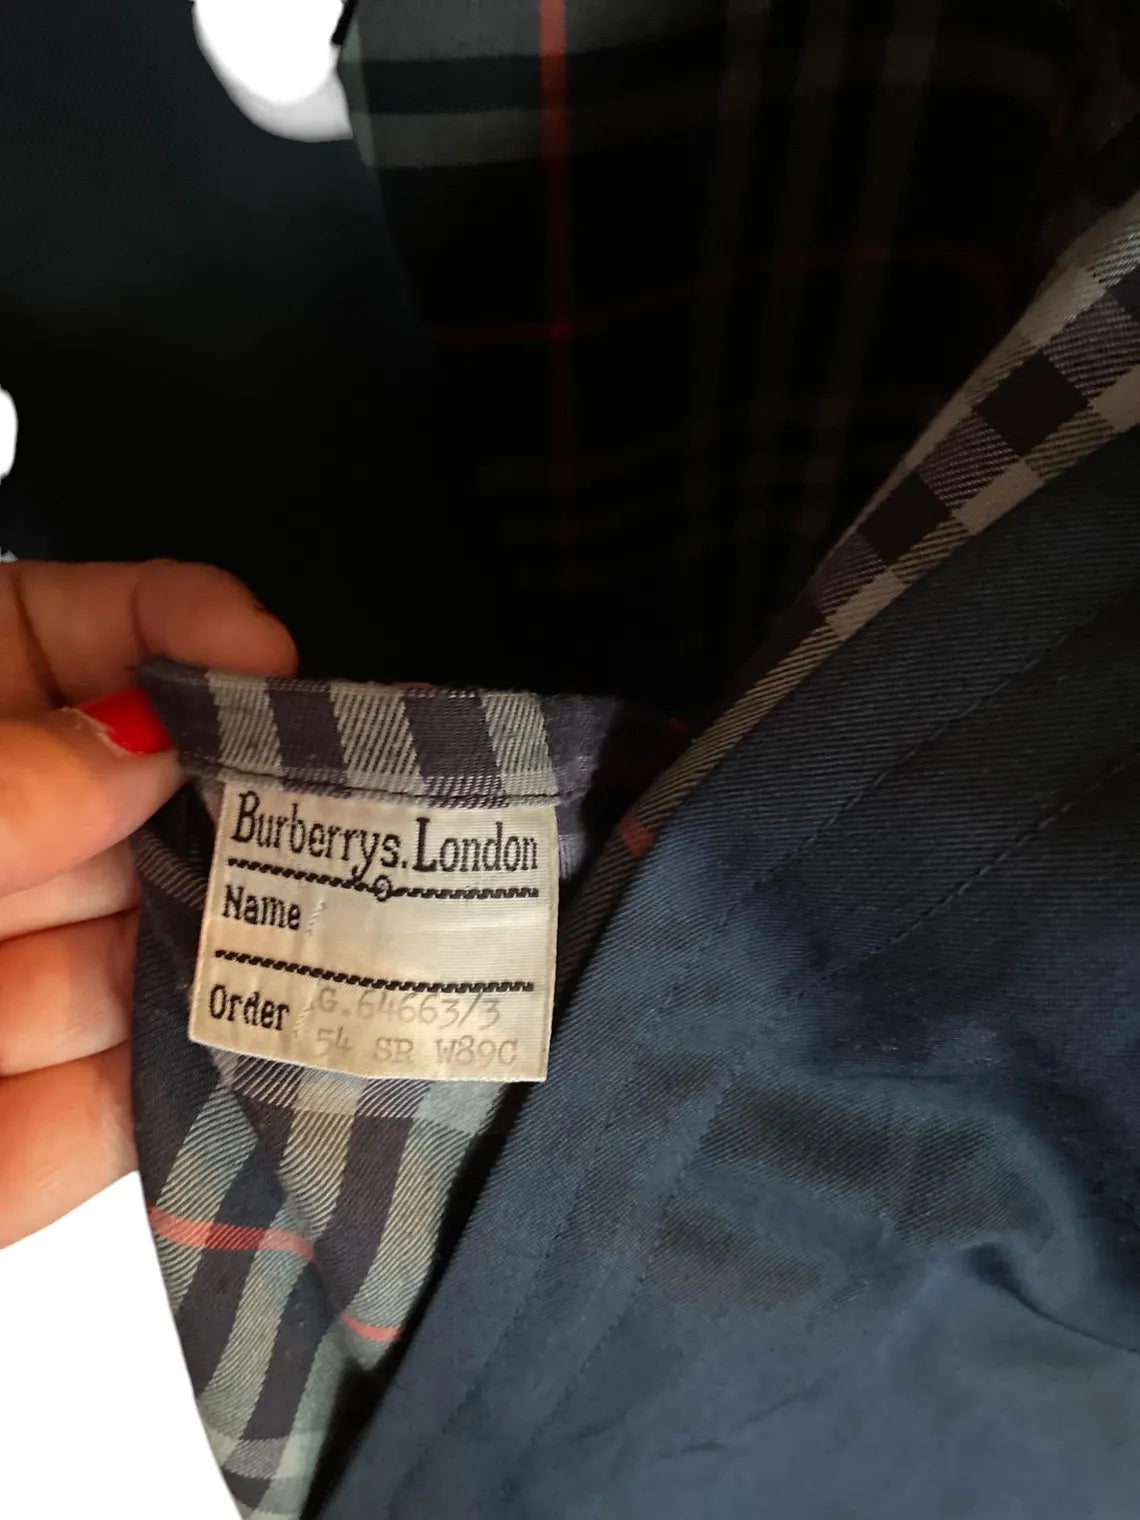 Burberrys. London
Name
Order G.64663/3
54 SR W89C